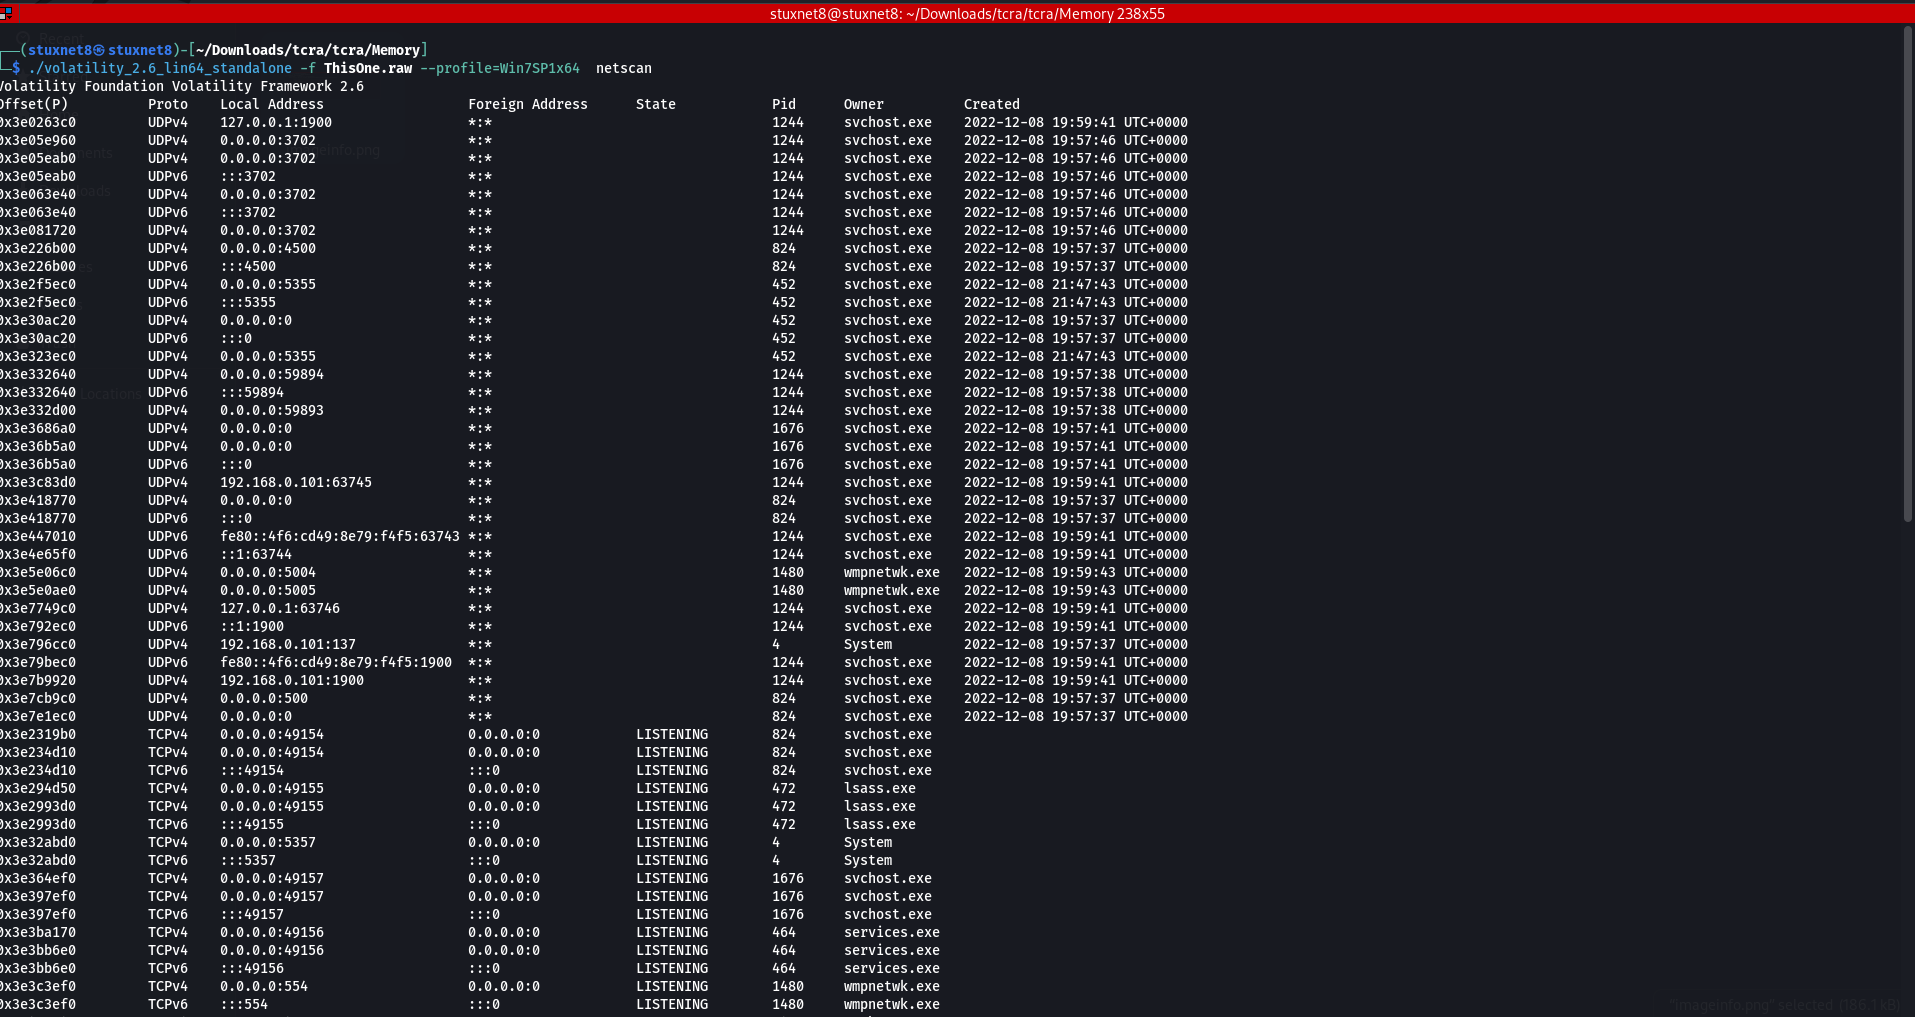 stuxnet8@stuxnet8: ~/Downloads/tcra/tcra/Memory 238x55
Recent
(stuxnet8㉿stuxnet8)-[~/Downloads/tcra/tcra/Memory]
$ ./volatility_2.6_lin64_standalone -f ThisOne.raw --profile=Win7SP1x64  netscan
Volatility Foundation Volatility Framework 2.6
Offset(P) Proto Local Address Foreign Address State Pid Owner Created
0x3e0263c0 UDPv4 127.0.0.1:1900 *:* 1244 svchost.exe 2022-12-08 19:59:41 UTC+0000
0x3e05e960 UDPv4 0.0.0.0:3702 *:* 1244 svchost.exe 2022-12-08 19:57:46 UTC+0000
0x3e05eab0 UDPv4 0.0.0.0:3702 *:* 1244 svchost.exe 2022-12-08 19:57:46 UTC+0000
0x3e05eab0 UDPv6 :::3702 *:* 1244 svchost.exe 2022-12-08 19:57:46 UTC+0000
0x3e063e40 UDPv4 0.0.0.0:3702 *:* 1244 svchost.exe 2022-12-08 19:57:46 UTC+0000
0x3e063e40 UDPv6 :::3702 *:* 1244 svchost.exe 2022-12-08 19:57:46 UTC+0000
0x3e081720 UDPv4 0.0.0.0:3702 *:* 1244 svchost.exe 2022-12-08 19:57:46 UTC+0000
0x3e226b00 UDPv4 0.0.0.0:4500 *:* 824 svchost.exe 2022-12-08 19:57:37 UTC+0000
0x3e226b00 UDPv6 :::4500 *:* 824 svchost.exe 2022-12-08 19:57:37 UTC+0000
0x3e2f5ec0 UDPv4 0.0.0.0:5355 *:* 452 svchost.exe 2022-12-08 21:47:43 UTC+0000
0x3e2f5ec0 UDPv6 :::5355 *:* 452 svchost.exe 2022-12-08 21:47:43 UTC+0000
0x3e30ac20 UDPv4 0.0.0.0:0 *:* 452 svchost.exe 2022-12-08 19:57:37 UTC+0000
0x3e30ac20 UDPv6 :::0 *:* 452 svchost.exe 2022-12-08 19:57:37 UTC+0000
0x3e323ec0 UDPv4 0.0.0.0:5355 *:* 452 svchost.exe 2022-12-08 21:47:43 UTC+0000
0x3e332640 UDPv4 0.0.0.0:59894 *:* 1244 svchost.exe 2022-12-08 19:57:38 UTC+0000
0x3e332640 UDPv6 :::59894 *:* 1244 svchost.exe 2022-12-08 19:57:38 UTC+0000
0x3e332d00 UDPv4 0.0.0.0:59893 *:* 1244 svchost.exe 2022-12-08 19:57:38 UTC+0000
0x3e3686a0 UDPv4 0.0.0.0:0 *:* 1676 svchost.exe 2022-12-08 19:57:41 UTC+0000
0x3e36b5a0 UDPv4 0.0.0.0:0 *:* 1676 svchost.exe 2022-12-08 19:57:41 UTC+0000
0x3e36b5a0 UDPv6 :::0 *:* 1676 svchost.exe 2022-12-08 19:57:41 UTC+0000
0x3e3c83d0 UDPv4 192.168.0.101:63745 *:* 1244 svchost.exe 2022-12-08 19:59:41 UTC+0000
0x3e418770 UDPv4 0.0.0.0:0 *:* 824 svchost.exe 2022-12-08 19:57:37 UTC+0000
0x3e418770 UDPv6 :::0 *:* 824 svchost.exe 2022-12-08 19:57:37 UTC+0000
0x3e447010 UDPv6 fe80::4f6:cd49:8e79:f4f5:63743 *:* 1244 svchost.exe 2022-12-08 19:59:41 UTC+0000
0x3e4e65f0 UDPv6 ::1:63744 *:* 1244 svchost.exe 2022-12-08 19:59:41 UTC+0000
0x3e5e06c0 UDPv4 0.0.0.0:5004 *:* 1480 wmpnetwk.exe 2022-12-08 19:59:43 UTC+0000
0x3e5e0ae0 UDPv4 0.0.0.0:5005 *:* 1480 wmpnetwk.exe 2022-12-08 19:59:43 UTC+0000
0x3e7749c0 UDPv4 127.0.0.1:63746 *:* 1244 svchost.exe 2022-12-08 19:59:41 UTC+0000
0x3e792ec0 UDPv6 ::1:1900 *:* 1244 svchost.exe 2022-12-08 19:59:41 UTC+0000
0x3e796cc0 UDPv4 192.168.0.101:137 *:* 4 System 2022-12-08 19:57:37 UTC+0000
0x3e79bec0 UDPv6 fe80::4f6:cd49:8e79:f4f5:1900 *:* 1244 svchost.exe 2022-12-08 19:59:41 UTC+0000
0x3e7b9920 UDPv4 192.168.0.101:1900 *:* 1244 svchost.exe 2022-12-08 19:59:41 UTC+0000
0x3e7cb9c0 UDPv4 0.0.0.0:500 *:* 824 svchost.exe 2022-12-08 19:57:37 UTC+0000
0x3e7e1ec0 UDPv4 0.0.0.0:0 *:* 824 svchost.exe 2022-12-08 19:57:37 UTC+0000
0x3e2319b0 TCPv4 0.0.0.0:49154 0.0.0.0:0 LISTENING 824 svchost.exe
0x3e234d10 TCPv4 0.0.0.0:49154 0.0.0.0:0 LISTENING 824 svchost.exe
0x3e234d10 TCPv6 :::49154 :::0 LISTENING 824 svchost.exe
0x3e294d50 TCPv4 0.0.0.0:49155 0.0.0.0:0 LISTENING 472 lsass.exe
0x3e2993d0 TCPv4 0.0.0.0:49155 0.0.0.0:0 LISTENING 472 lsass.exe
0x3e2993d0 TCPv6 :::49155 :::0 LISTENING 472 lsass.exe
0x3e32abd0 TCPv4 0.0.0.0:5357 0.0.0.0:0 LISTENING 4 System
0x3e32abd0 TCPv6 :::5357 :::0 LISTENING 4 System
0x3e364ef0 TCPv4 0.0.0.0:49157 0.0.0.0:0 LISTENING 1676 svchost.exe
0x3e397ef0 TCPv4 0.0.0.0:49157 0.0.0.0:0 LISTENING 1676 svchost.exe
0x3e397ef0 TCPv6 :::49157 :::0 LISTENING 1676 svchost.exe
0x3e3ba170 TCPv4 0.0.0.0:49156 0.0.0.0:0 LISTENING 464 services.exe
0x3e3bb6e0 TCPv4 0.0.0.0:49156 0.0.0.0:0 LISTENING 464 services.exe
0x3e3bb6e0 TCPv6 :::49156 :::0 LISTENING 464 services.exe
0x3e3c3ef0 TCPv4 0.0.0.0:554 0.0.0.0:0 LISTENING 1480 wmpnetwk.exe
0x3e3c3ef0 TCPv6 :::554 :::0 LISTENING 1480 wmpnetwk.exe
"Imageinfo.png" selected (186.1 kB)